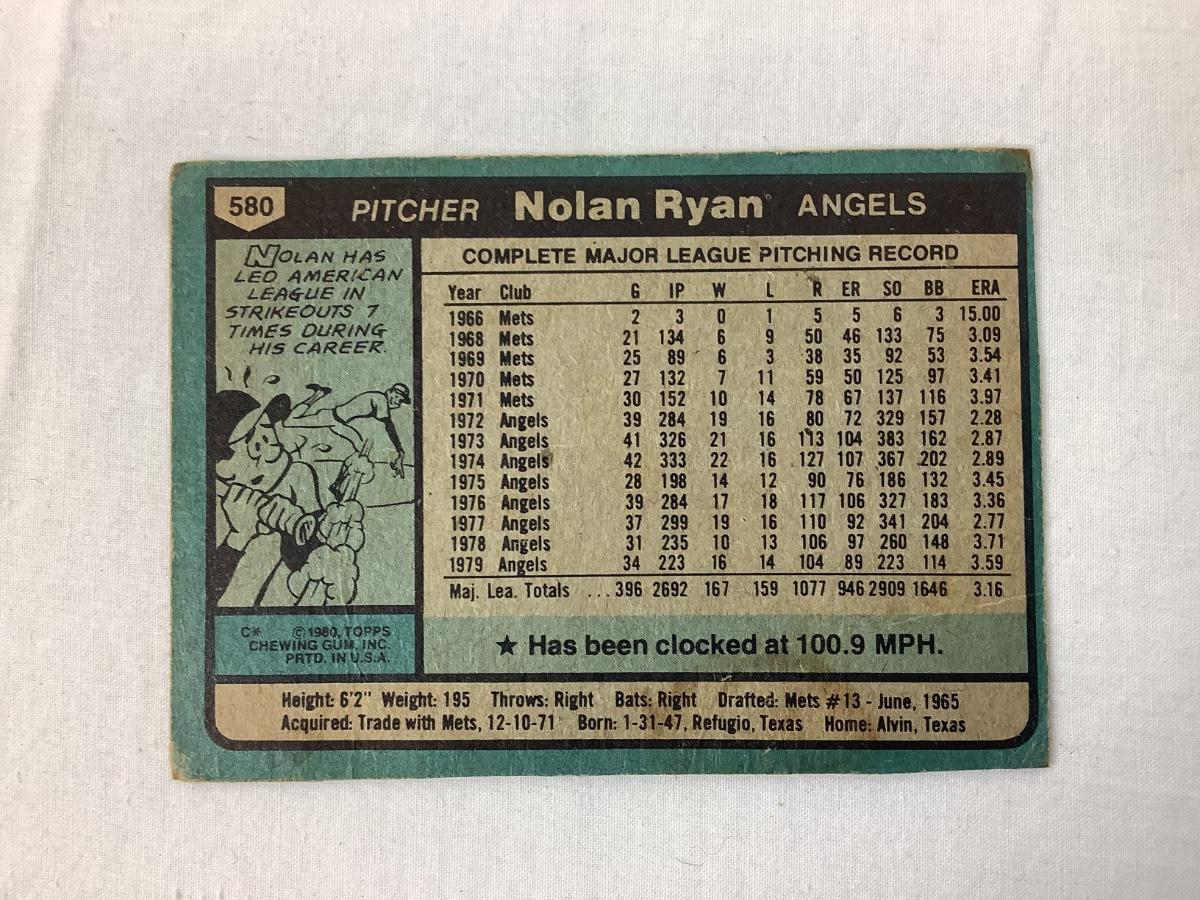 580 PITCHER Nolan Ryan ANGELS
NOLAN HAS
LED AMERICAN
LEAGUE IN
STRIKEOUTS 7
TIMES DURING
HIS CAREER.
C* ©1980, TOPPS
CHEWING GUM, INC.
PRTD. IN U.S.A.
COMPLETE MAJOR LEAGUE PITCHING RECORD
Year Club G IP W L R ER SO BB ERA
1966 Mets 2 3 0 1 5 5 6 3 15.00
1968 Mets 21 134 6 9 50 46 133 75 3.09
1969 Mets 25 89 6 3 38 35 92 53 3.54
1970 Mets 27 132 7 11 59 50 125 97 3.41
1971 Mets 30 152 10 14 78 67 137 116 3.97
1972 Angels 39 284 19 16 80 72 329 157 2.28
1973 Angels 41 326 21 16 113 104 383 162 2.87
1974 Angels 42 333 22 16 127 107 367 202 2.89
1975 Angels 28 198 14 12 90 76 186 132 3.45
1976 Angels 39 284 17 18 117 106 327 183 3.36
1977 Angels 37 299 19 16 110 92 341 204 2.77
1978 Angels 31 235 10 13 106 97 260 148 3.71
1979 Angels 34 223 16 14 104 89 223 114 3.59
Maj. Lea. Totals ...396 2692 167 159 1077 946 2909 1646 3.16
★ Has been clocked at 100.9 MPH.
Height: 6'2" Weight: 195 Throws: Right Bats: Right Drafted: Mets #13 - June, 1965
Acquired: Trade with Mets, 12-10-71 Born: 1-31-47, Refugio, Texas Home: Alvin, Texas